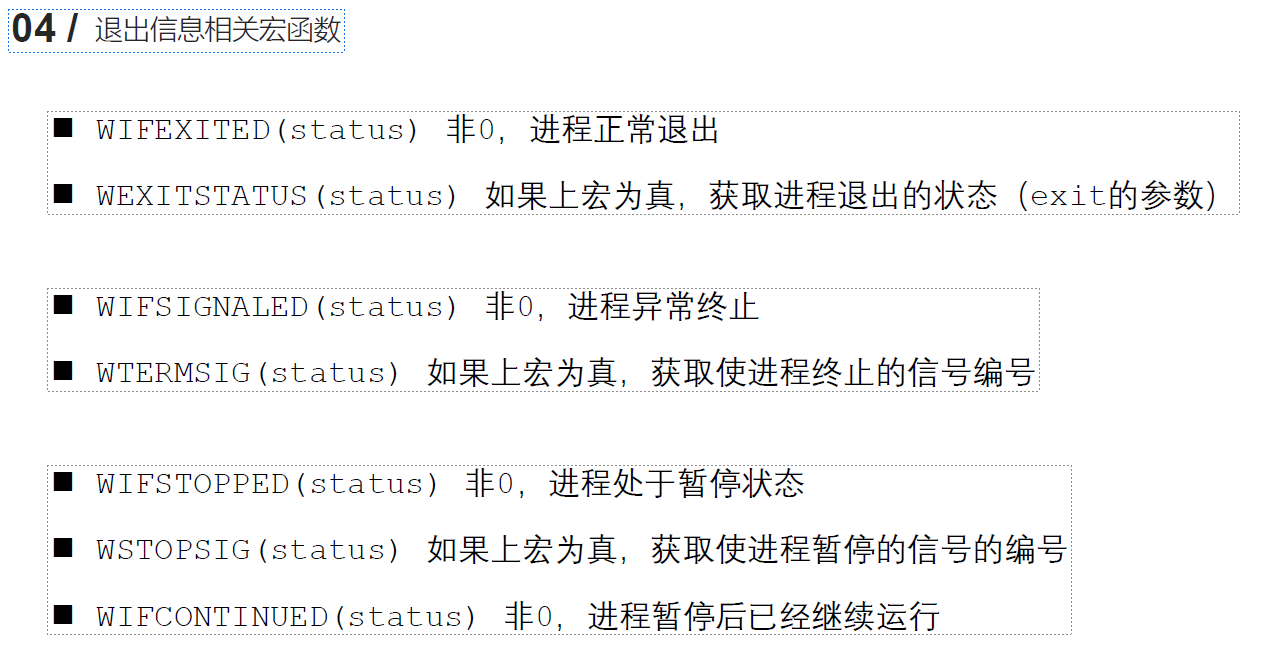 04 / 退出信息相关宏函数
■ WIFEXITED(status) 非0，进程正常退出
■ WEXITSTATUS(status) 如果上宏为真，获取进程退出的状态（exit的参数）
■ WIFSIGNALED(status) 非0，进程异常终止
■ WTERMSIG(status) 如果上宏为真，获取使进程终止的信号编号
■ WIFSTOPPED(status) 非0，进程处于暂停状态
■ WSTOPSIG(status) 如果上宏为真，获取使进程暂停的信号的编号
■ WIFCONTINUED(status) 非0，进程暂停后已经继续运行